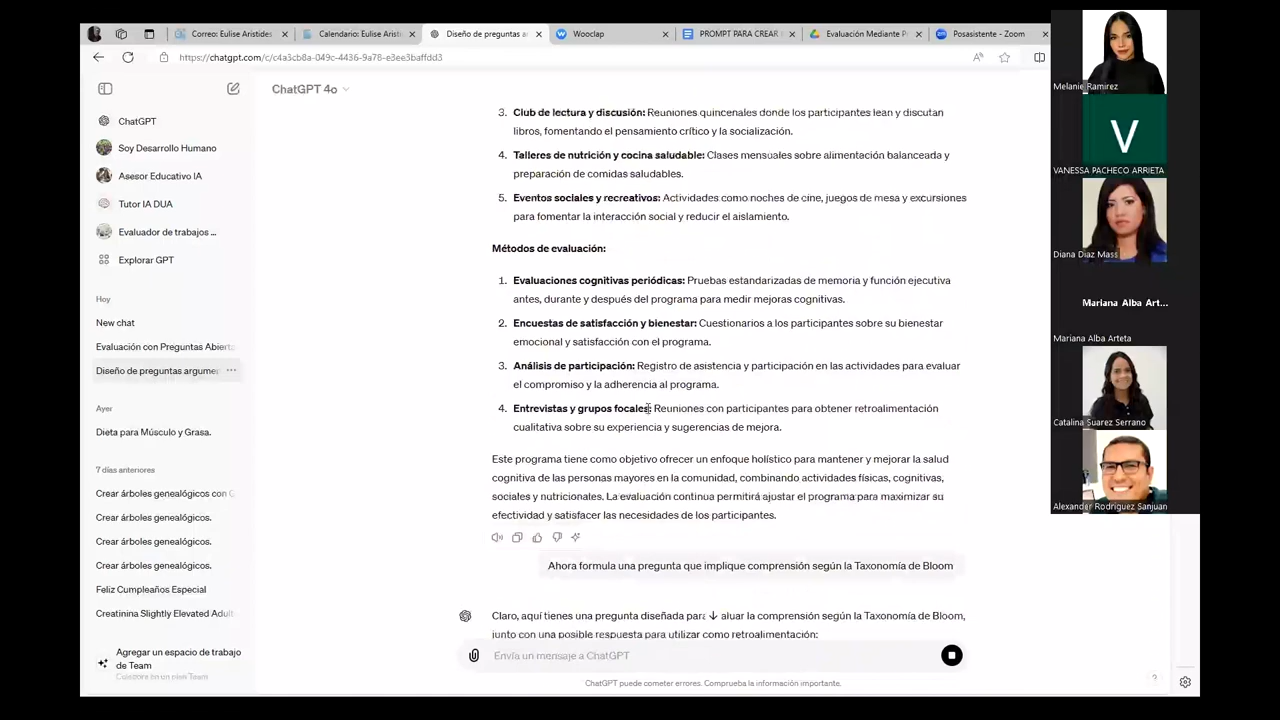 Correo: Eulise Aristides
Calendario: Eulise Aristi
Diseño de preguntas a
Wooclap
PROMPT PARA CREAR
Evaluación Mediante P
Posasistente - Zoom
https://chatgpt.com/c/c4a3cb8a-049c-4436-9a78-e3ee3baffdd3
ChatGPT 4o
ChatGPT
Soy Desarrollo Humano
Asesor Educativo IA
Tutor IA DUA
Evaluador de trabajos ...
Explorar GPT
Hoy
New chat
Evaluación con Preguntas Abierta
Diseño de preguntas argumen
Ayer
Dieta para Músculo y Grasa.
7 días anteriores
Crear árboles genealógicos con G
Crear árboles genealógicos.
Crear árboles genealógicos.
Crear árboles genealógicos.
Feliz Cumpleaños Especial
Creatinina Slightly Elevated Adult
Agregar un espacio de trabajo
de Team
3. Club de lectura y discusión: Reuniones quincenales donde los participantes lean y discutan
libros, fomentando el pensamiento crítico y la socialización.
4. Talleres de nutrición y cocina saludable: Clases mensuales sobre alimentación balanceada y
preparación de comidas saludables.
5. Eventos sociales y recreativos: Actividades como noches de cine, juegos de mesa y excursiones
para fomentar la interacción social y reducir el aislamiento.
Métodos de evaluación:
1. Evaluaciones cognitivas periódicas: Pruebas estandarizadas de memoria y función ejecutiva
antes, durante y después del programa para medir mejoras cognitivas.
2. Encuestas de satisfacción y bienestar: Cuestionarios a los participantes sobre su bienestar
emocional y satisfacción con el programa.
3. Análisis de participación: Registro de asistencia y participación en las actividades para evaluar
el compromiso y la adherencia al programa.
4. Entrevistas y grupos focales: Reuniones con participantes para obtener retroalimentación
cualitativa sobre su experiencia y sugerencias de mejora.
Este programa tiene como objetivo ofrecer un enfoque holístico para mantener y mejorar la salud
cognitiva de las personas mayores en la comunidad, combinando actividades físicas, cognitivas,
sociales y nutricionales. La evaluación continua permitirá ajustar el programa para maximizar su
efectividad y satisfacer las necesidades de los participantes.
Ahora formula una pregunta que implique comprensión según la Taxonomía de Bloom
Claro, aquí tienes una pregunta diseñada para aluar la comprensión según la Taxonomía de Bloom,
junto con una posible respuesta para utilizar como retroalimentación:
Envía un mensaje a ChatGPT
ChatGPT puede cometer errores. Comprueba la información importante.
?
Melanie Ramirez
V
VANESSA PACHECO ARRIETA
Diana Diaz Mass
Mariana Alba Art...
Mariana Alba Arteta
Catalina Suarez Serrano
Alexander Rodriguez Sanjuan